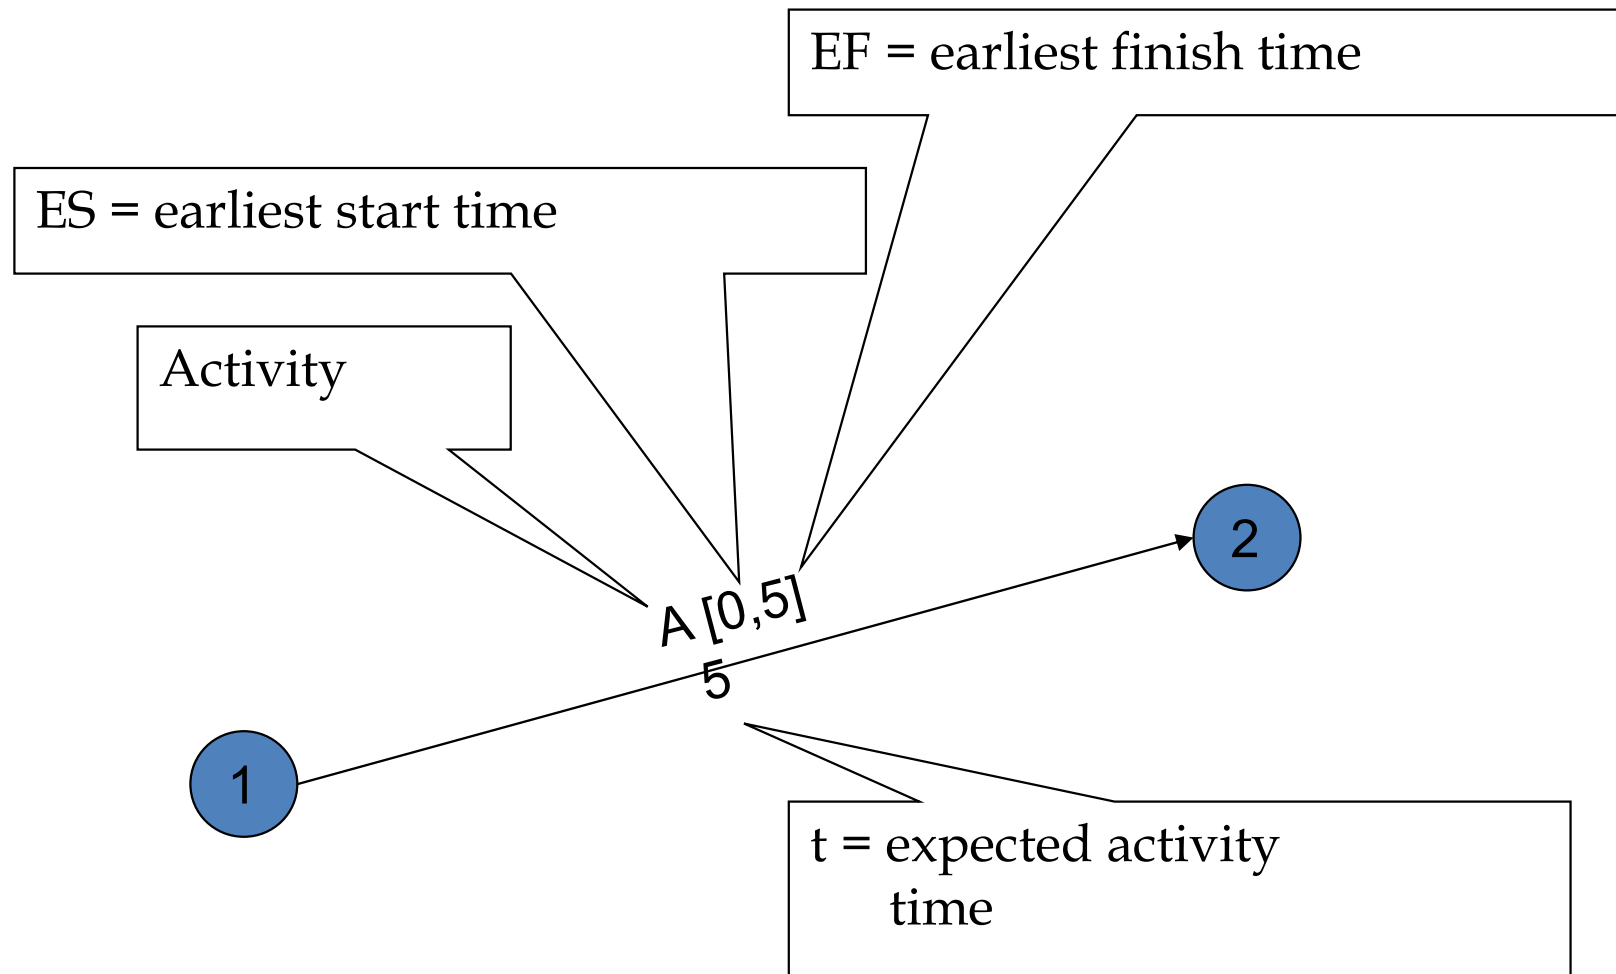 EF = earliest finish time
ES = earliest start time
Activity
2
A [0,5]
5
1
t = expected activity
time